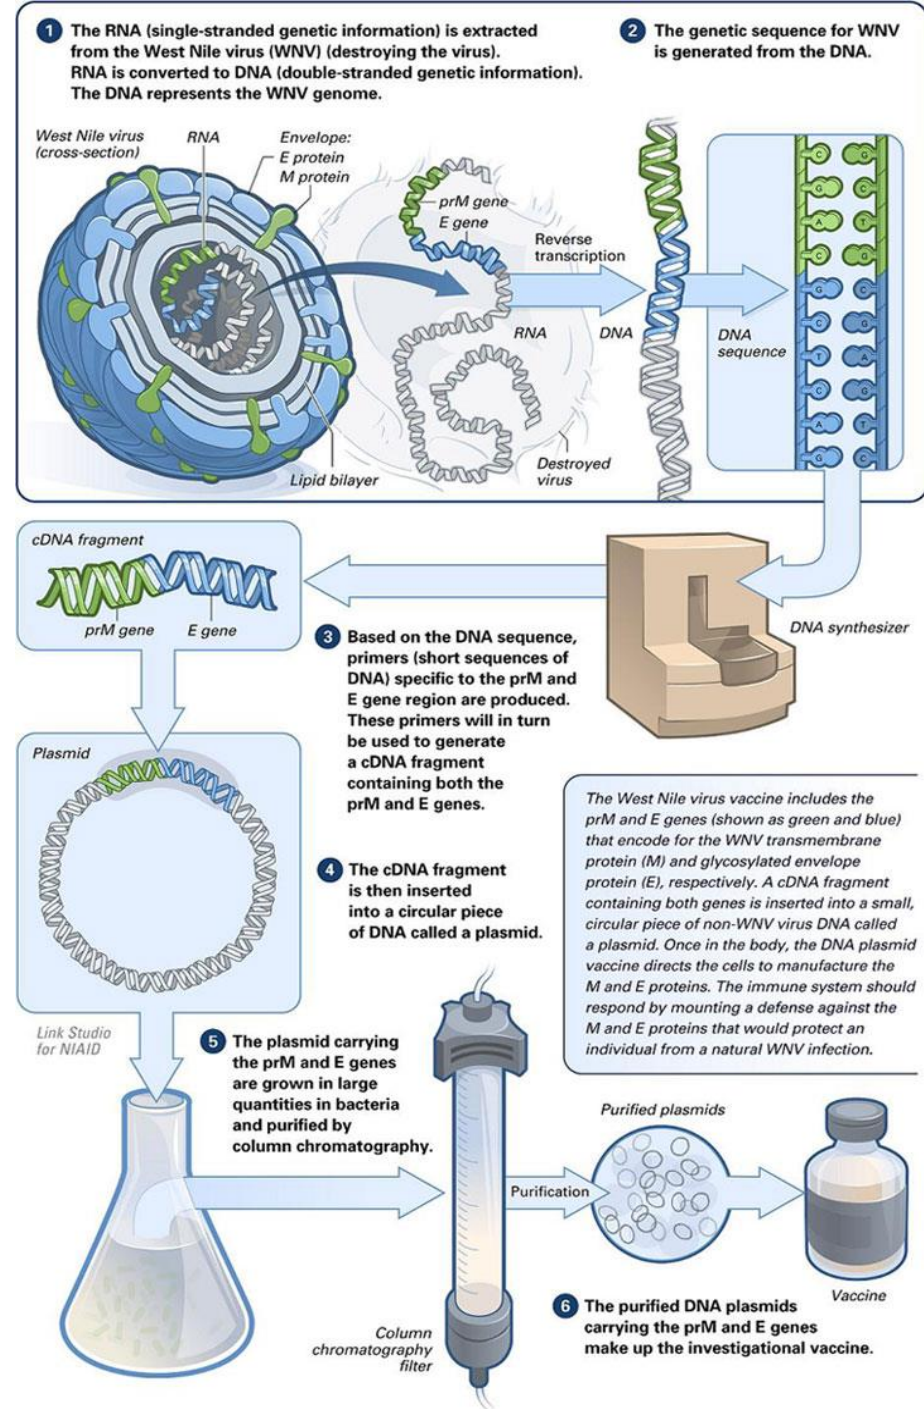 1 The RNA (single-stranded genetic information) is extracted
from the West Nile virus (WNV) (destroying the virus).
RNA is converted to DNA (double-stranded genetic information).
The DNA represents the WNV genome.
2 The genetic sequence for WNV
is generated from the DNA.
West Nile virus
(cross-section)
RNA
Envelope:
E protein
M protein
prM gene
E gene
Reverse
transcription
RNA
DNA
DNA
sequence
C G
G C
A T
C G
G C
C G
T A
C G
A T
G C
Lipid bilayer
Destroyed
virus
cDNA fragment
prM gene
E gene
DNA synthesizer
3 Based on the DNA sequence,
primers (short sequences of
DNA) specific to the prM and
E gene region are produced.
These primers will in turn
be used to generate
a cDNA fragment
containing both the
prM and E genes.
Plasmid
4 The cDNA fragment
is then inserted
into a circular piece
of DNA called a plasmid.
The West Nile virus vaccine includes the
prM and E genes (shown as green and blue)
that encode for the WNV transmembrane
protein (M) and glycosylated envelope
protein (E), respectively. A cDNA fragment
containing both genes is inserted into a small,
circular piece of non-WNV virus DNA called
a plasmid. Once in the body, the DNA plasmid
vaccine directs the cells to manufacture the
M and E proteins. The immune system should
respond by mounting a defense against the
M and E proteins that would protect an
individual from a natural WNV infection.
Link Studio
for NIAID
5 The plasmid carrying
the prM and E genes
are grown in large
quantities in bacteria
and purified by
column chromatography.
Purification
Purified plasmids
Vaccine
Column
chromatography
filter
6 The purified DNA plasmids
carrying the prM and E genes
make up the investigational vaccine.